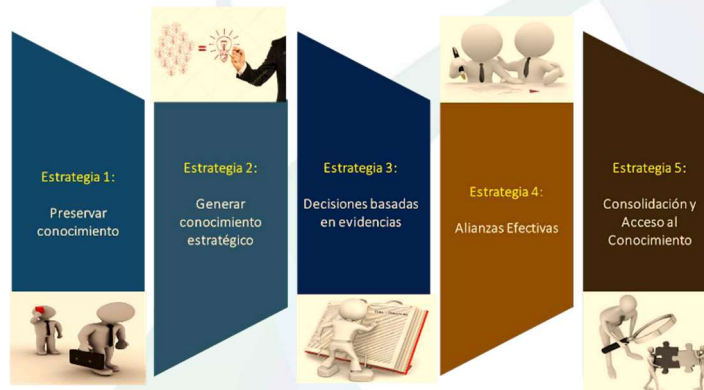 Estrategia 1:
Preservar
conocimiento
Estrategia 2:
Generar
conocimiento
estratégico
Estrategia 3:
Decisiones basadas
en evidencias
Estrategia 4:
Alianzas Efectivas
Estrategia 5:
Consolidación y
Acceso al
Conocimiento